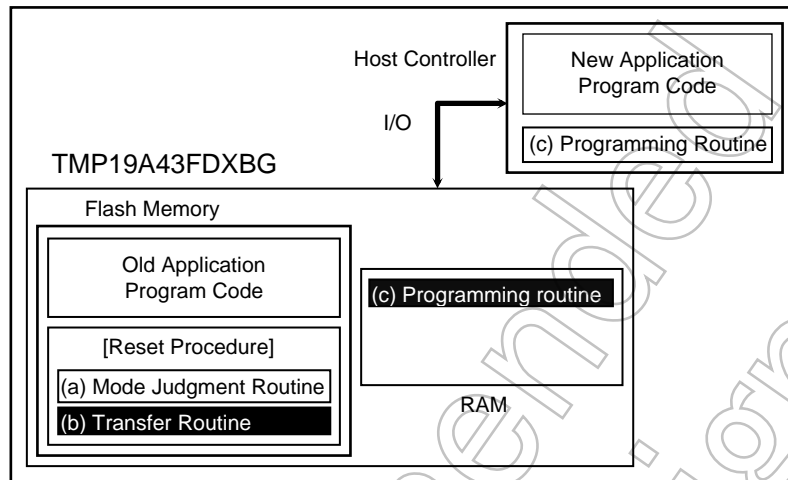 Host Controller
New Application
Program Code
(c) Programming Routine
I/O
TMP19A43FDXBG
Flash Memory
Old Application
Program Code
[Reset Procedure]
(a) Mode Judgment Routine
(b) Transfer Routine
(c) Programming routine
RAM